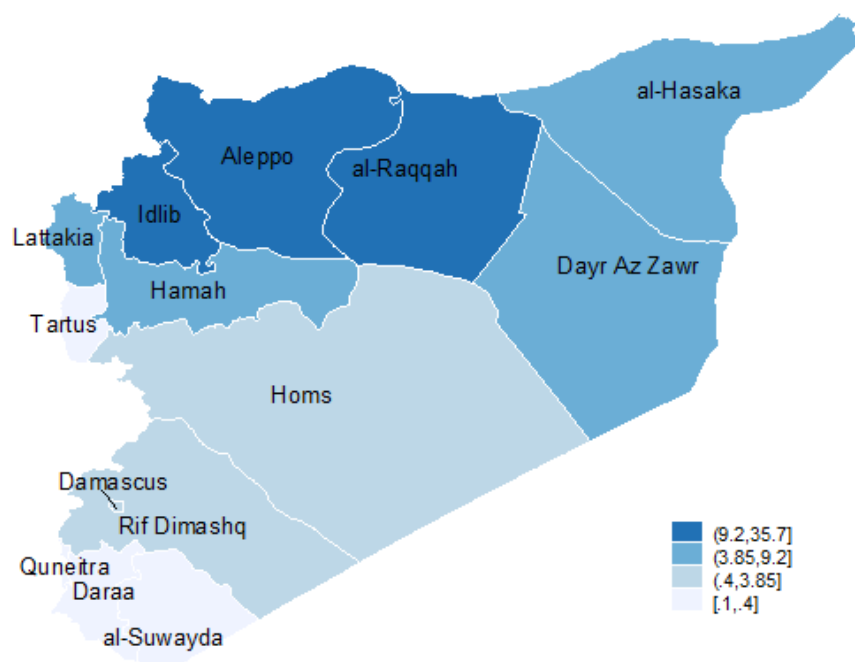 al-Hasaka
Aleppo
al-Raqqah
Idlib
Lattakia
Dayr Az Zawr
Hamah
Tartus
Homs
Damascus
Rif Dimashq
Quneitra
Daraa
al-Suwayda
(9.2,35.7]
(3.85,9.2]
(.4,3.85]
[.1,.4]